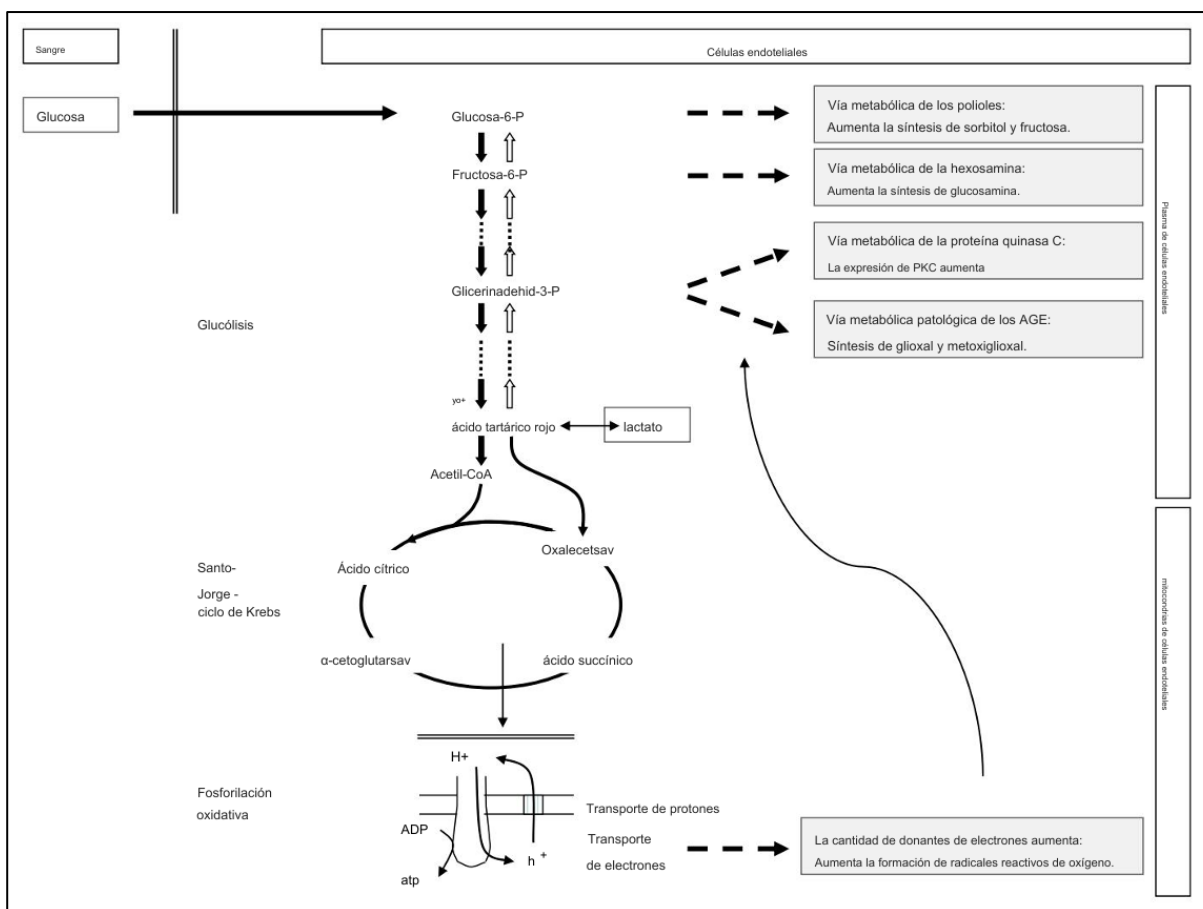 Sangre
Células endoteliales
Glucosa
Glucosa-6-P
Vía metabólica de los polioles:
Aumenta la síntesis de sorbitol y fructosa.
Fructosa-6-P
Vía metabólica de la hexosamina:
Aumenta la síntesis de glucosamina.
Vía metabólica de la proteína quinasa C:
La expresión de PKC aumenta
Glicerinadehid-3-P
Vía metabólica patológica de los AGE:
Síntesis de glioxal y metoxiglioxal.
Plasma de células endoteliales
Glucólisis
yo+
ácido tartárico rojo
lactato
Acetil-CoA
Oxalecetsav
Ácido cítrico
Santo-
Jorge -
ciclo de Krebs
α-cetoglutarsav
ácido succínico
mitocondrias de células endoteliales
H+
Fosforilación
oxidativa
Transporte de protones
ADP
Transporte
de electrones
h +
atp
La cantidad de donantes de electrones aumenta:
Aumenta la formación de radicales reactivos de oxígeno.